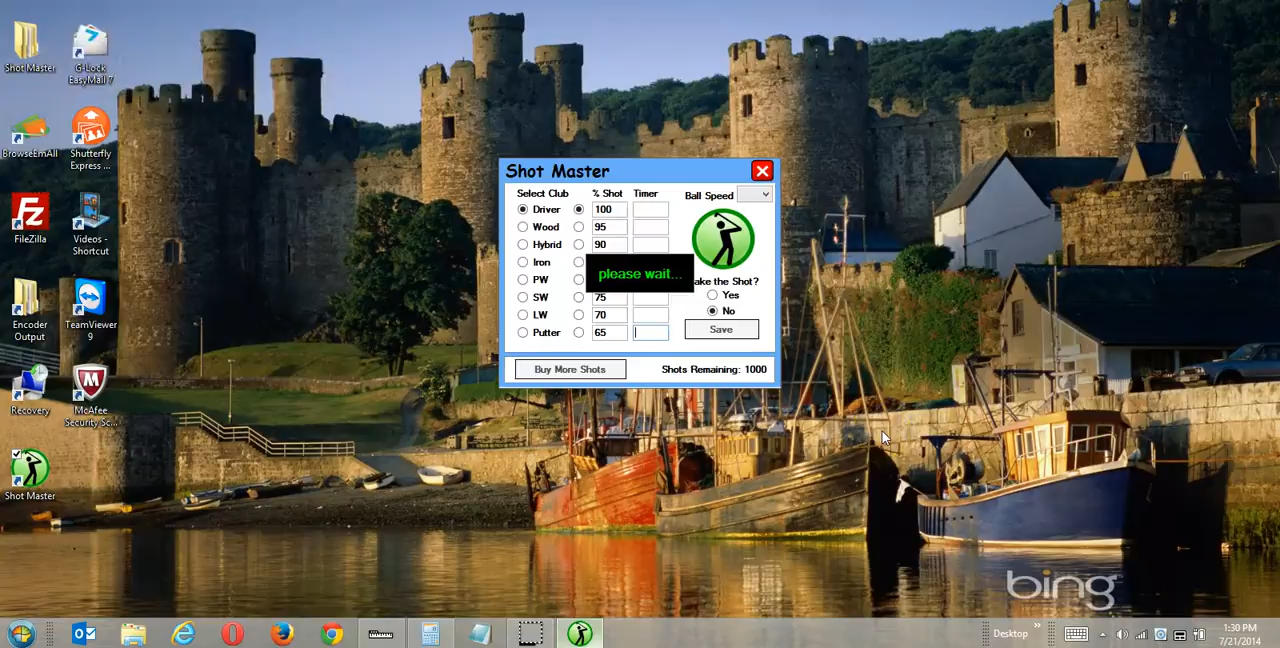 Shot Master
G-Lock
EasyMail 7
BrowseEmAll
Shutterfly
Express ...
FileZilla
Videos -
Shortcut
Encoder
Output
TeamViewer
9
Recovery
McAfee
Security Sc...
Shot Master
Shot Master
Select Club
% Shot
Timer
Ball Speed
Driver
100
Wood
95
Hybrid
90
Iron
please wait...
PW
ake the Shot?
SW
75
Yes
LW
70
No
Putter
65
Save
Buy More Shots
Shots Remaining: 1000
bing
Desktop
1:30 PM
7/21/2014